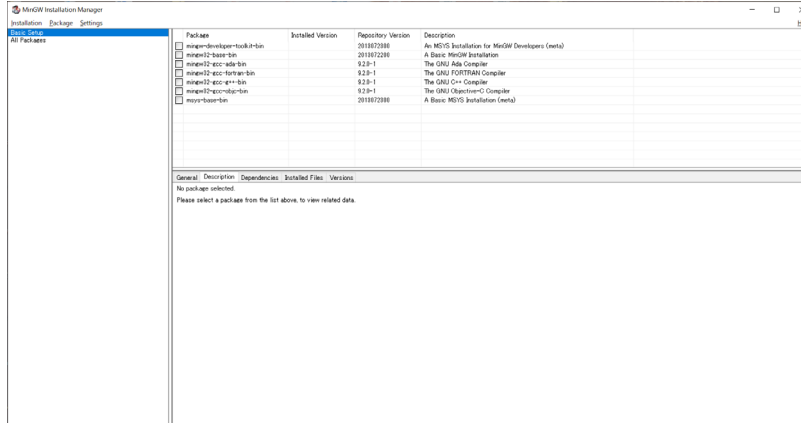 MinGW Installation Manager
Installation Package Settings
Basic Setup
All Packages
Package Installed Version Repository Version Description
mingw-developer-toolkit-bin 2013072300 An MSYS Installation for MinGW Developers (meta)
mingw32-base-bin 2013072200 A Basic MinGW Installation
mingw32-gcc-ada-bin 9.2.0-1 The GNU Ada Compiler
mingw32-gcc-fortran-bin 9.2.0-1 The GNU FORTRAN Compiler
mingw32-gcc-g++-bin 9.2.0-1 The GNU C++ Compiler
mingw32-gcc-objc-bin 9.2.0-1 The GNU Objective-C Compiler
msys-base-bin 2013072300 A Basic MSYS Installation (meta)
General Description Dependencies Installed Files Versions
No package selected.
Please select a package from the list above, to view related data.